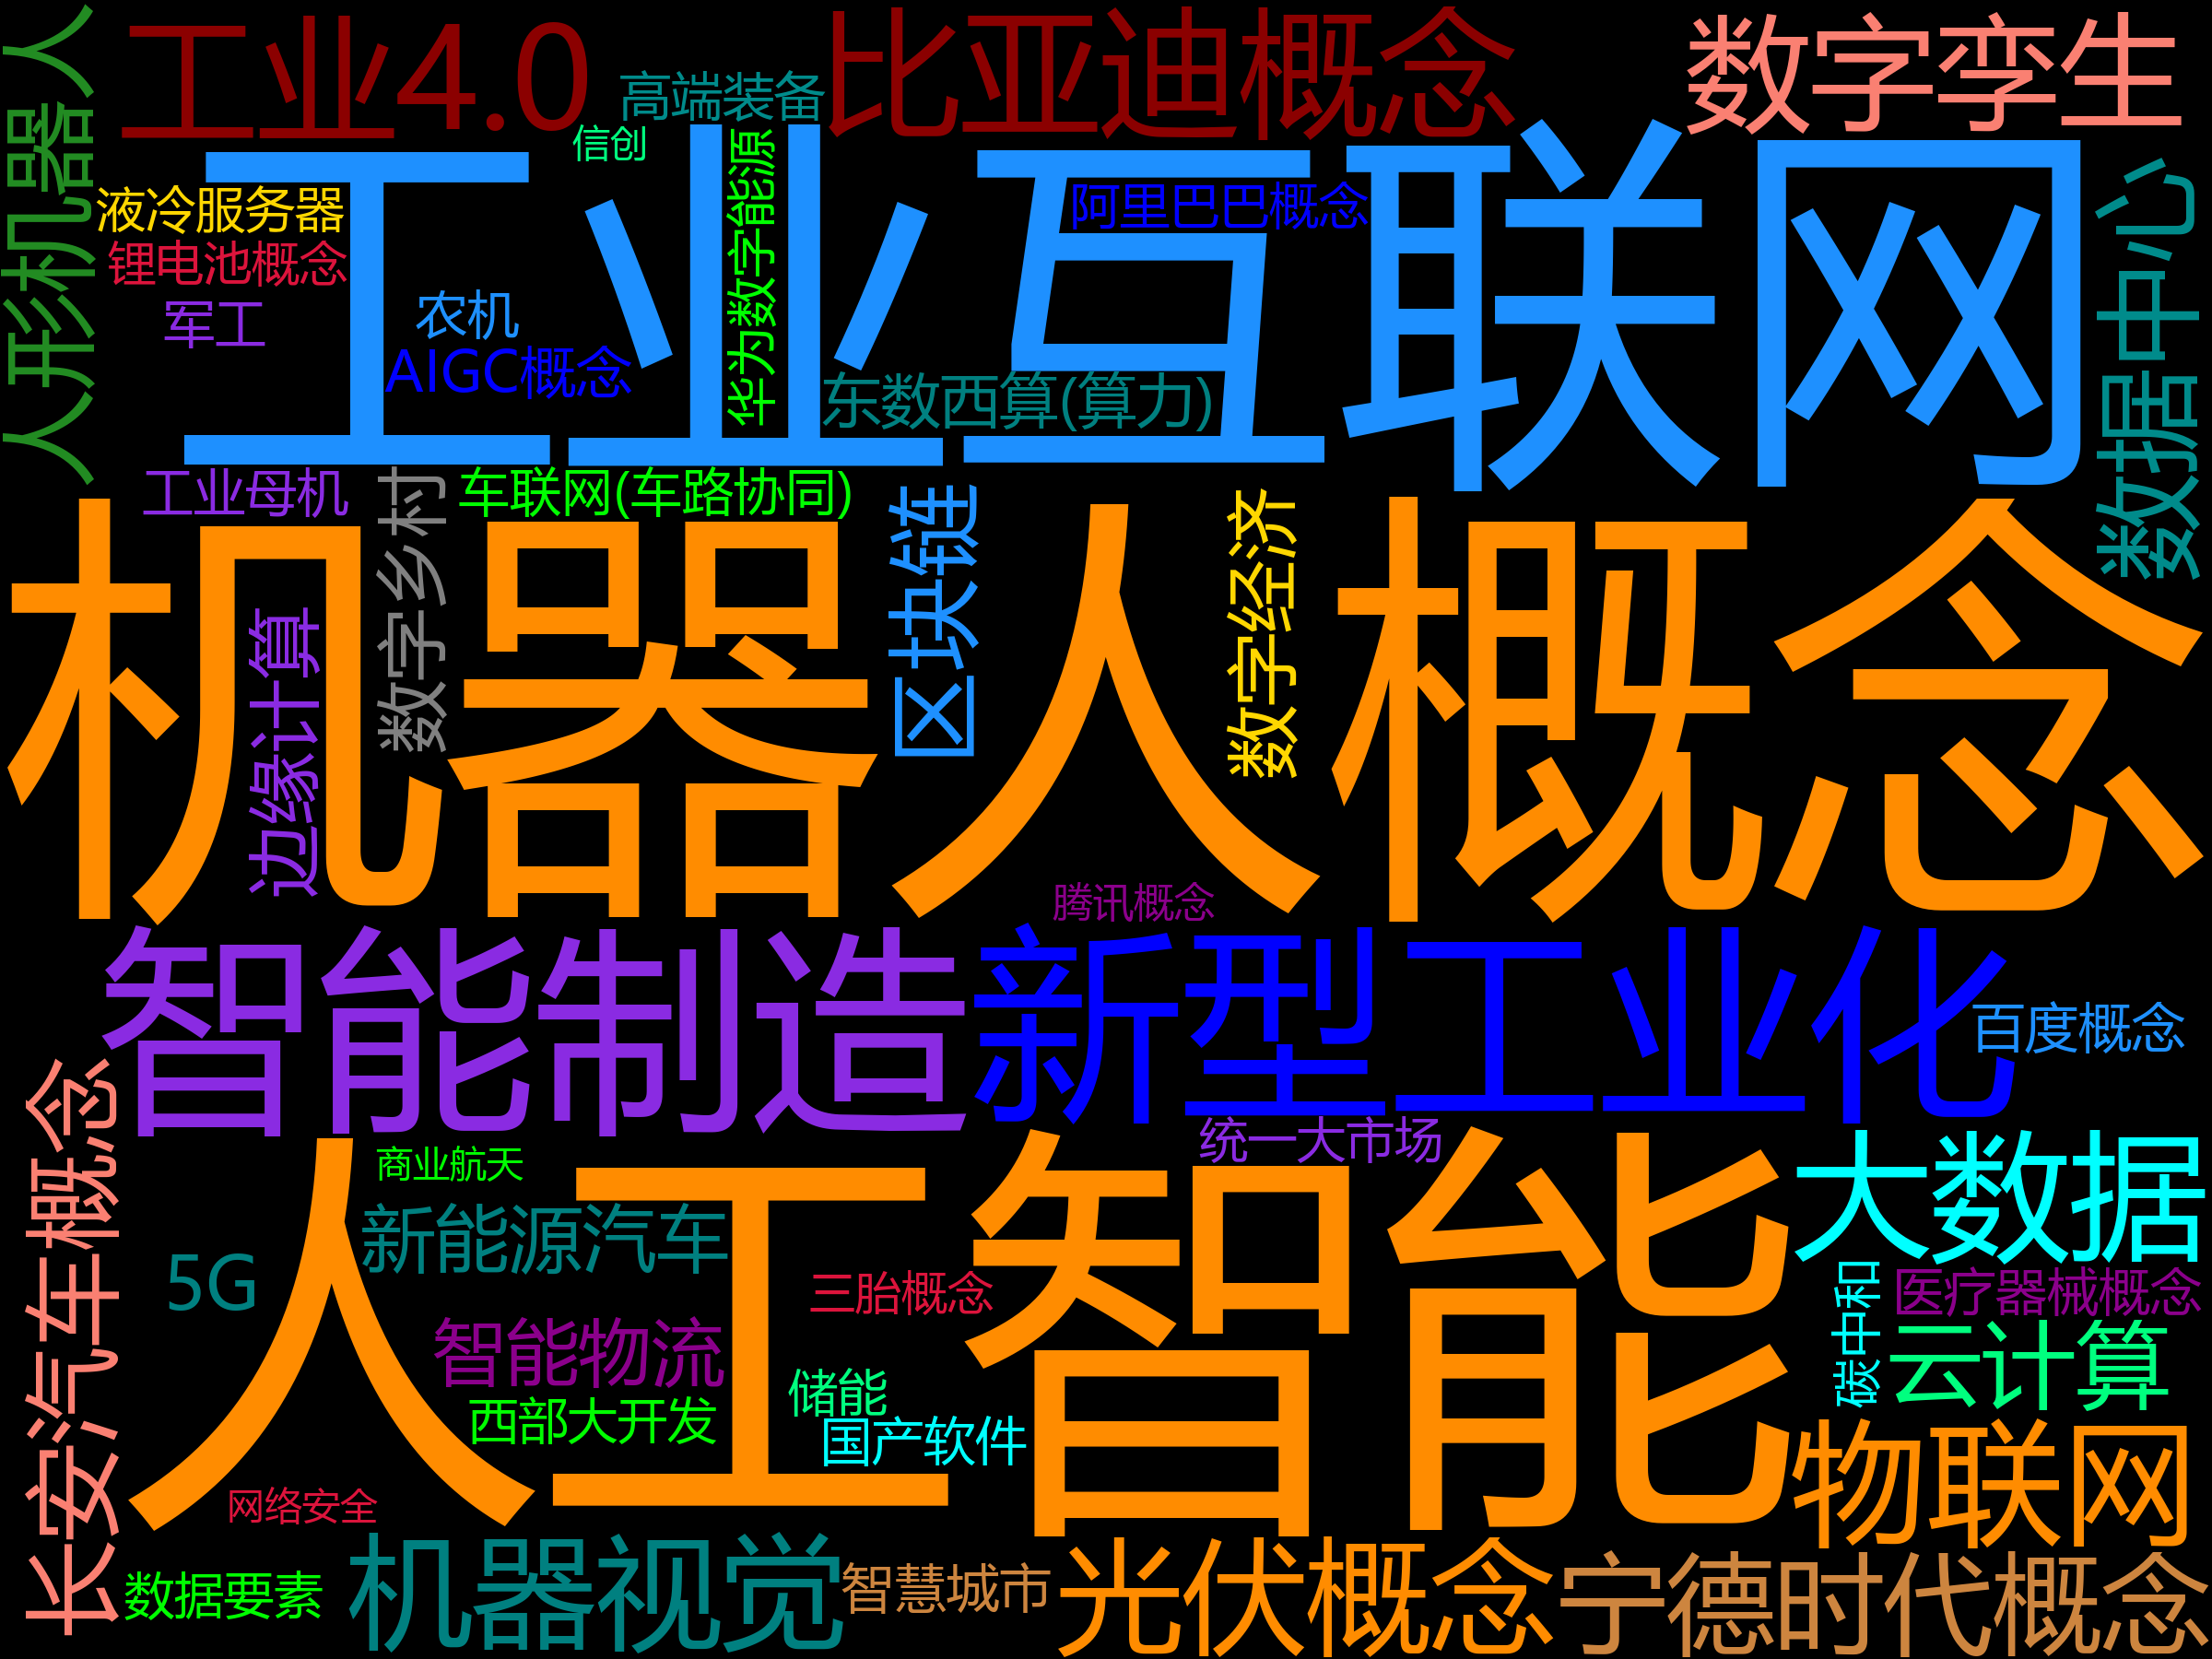 人形机器人
工业4.0
高端装备
信创
比亚迪概念
数字孪生
液冷服务器
锂电池概念
军工
农机
AIGC概念
华为数字能源
工业互联网
阿里巴巴概念
东数西算(算力)
数据中心
工业母机
车联网(车路协同)
数字乡村
边缘计算
机器人概念
区块链
数字经济
腾讯概念
智能制造
新型工业化
百度概念
统一大市场
长安汽车概念
商业航天
新能源汽车
5G
人工智能
三胎概念
智能物流
储能
西部大开发
国产软件
大数据
医疗器械概念
碳中和
云计算
物联网
网络安全
数据要素
机器视觉
智慧城市
光伏概念
宁德时代概念